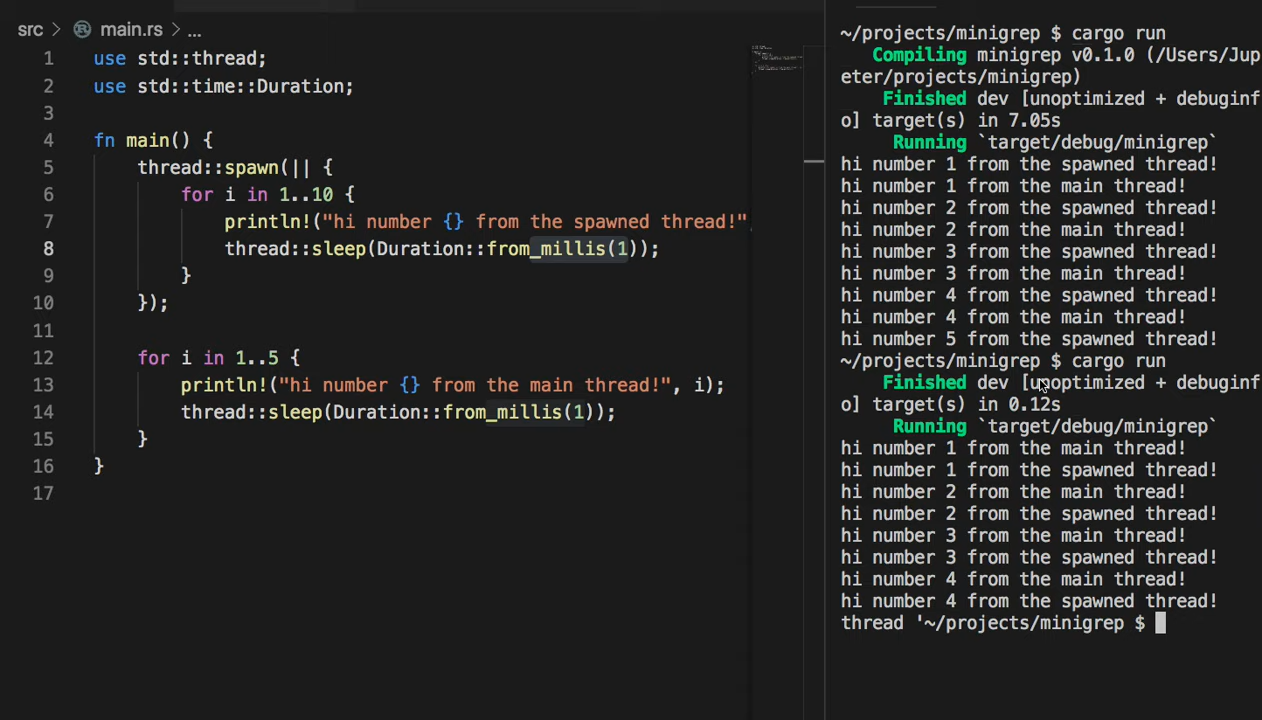 src > main.rs > ...
1 use std::thread;
2 use std::time::Duration;
3
4 fn main() {
5     thread::spawn(|| {
6         for i in 1..10 {
7             println!("hi number {} from the spawned thread!"
8             thread::sleep(Duration::from_millis(1));
9         }
10     });
11
12     for i in 1..5 {
13         println!("hi number {} from the main thread!", i);
14         thread::sleep(Duration::from_millis(1));
15     }
16 }
17
~/projects/minigrep $ cargo run
   Compiling minigrep v0.1.0 (/Users/Jup
eter/projects/minigrep)
    Finished dev [unoptimized + debuginf
o] target(s) in 7.05s
     Running `target/debug/minigrep`
hi number 1 from the spawned thread!
hi number 1 from the main thread!
hi number 2 from the spawned thread!
hi number 2 from the main thread!
hi number 3 from the spawned thread!
hi number 3 from the main thread!
hi number 4 from the spawned thread!
hi number 4 from the main thread!
hi number 5 from the spawned thread!
~/projects/minigrep $ cargo run
    Finished dev [unoptimized + debuginf
o] target(s) in 0.12s
     Running `target/debug/minigrep`
hi number 1 from the main thread!
hi number 1 from the spawned thread!
hi number 2 from the main thread!
hi number 2 from the spawned thread!
hi number 3 from the main thread!
hi number 3 from the spawned thread!
hi number 4 from the main thread!
hi number 4 from the spawned thread!
thread '~/projects/minigrep $